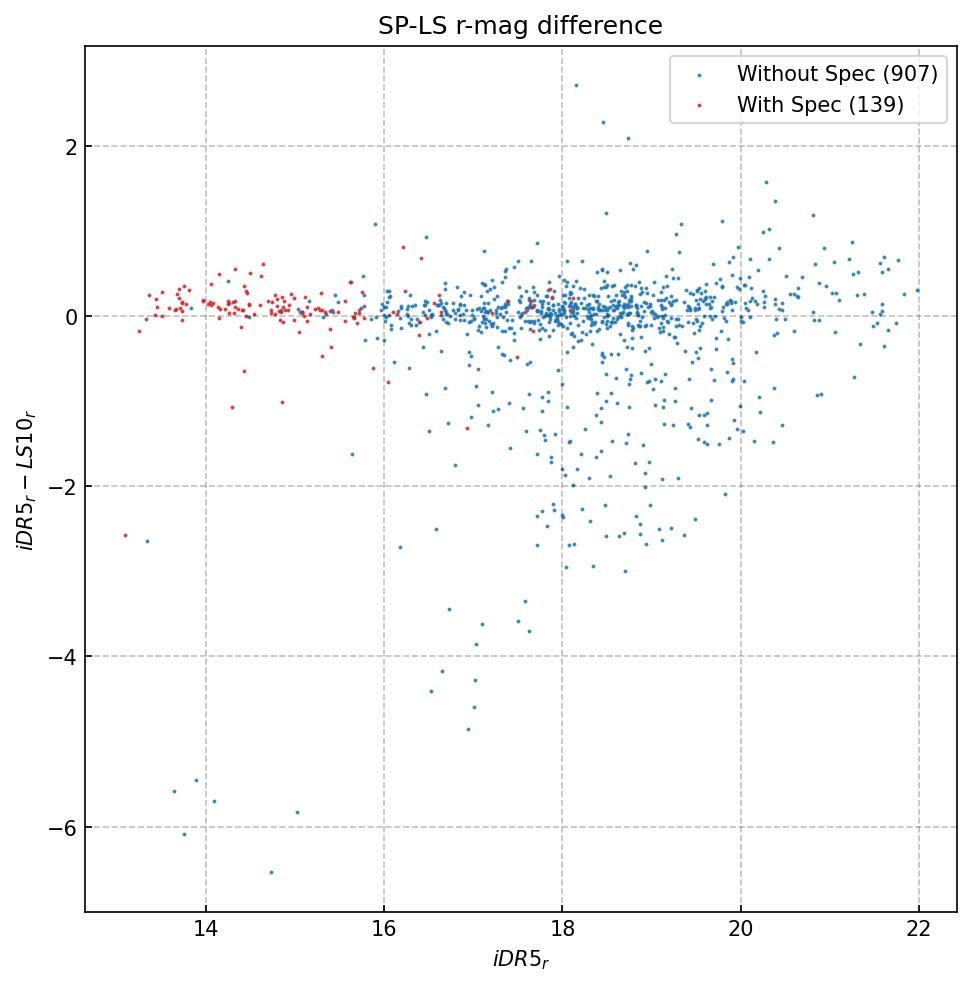 SP-LS r-mag difference
Without Spec (907)
With Spec (139)
2
0
−2
−4
−6
iDR5r − LS10r
14
16
18
20
22
iDR5r